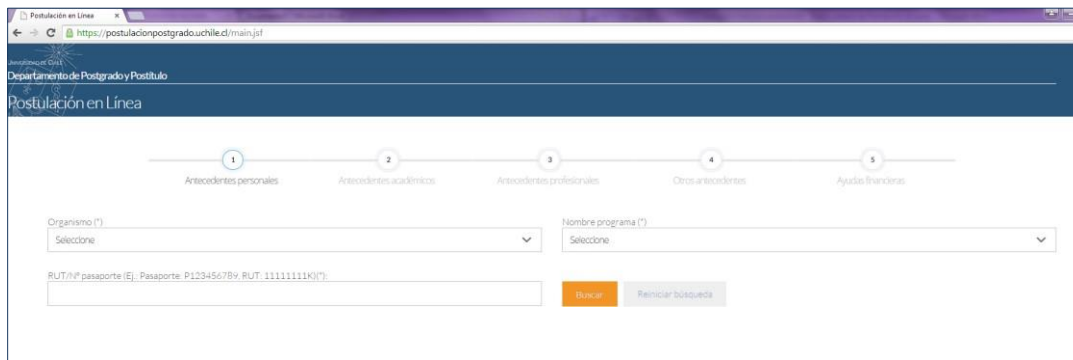 Postulación en Línea
https://postulacionpostgrado.uchile.cl/main.jsf
Departamento de Postgrado y Postítulo
Postulación en Línea
1 2 3 4 5
Antecedentes personales Antecedentes académicos Antecedentes profesionales Otros antecedentes Ayudas financieras
Organismo (*) Nombre programa (*)
Seleccione Seleccione
RUT/Nº pasaporte (Ej.: Pasaporte: P123456789, RUT: 11111111K)(*):
Buscar Reiniciar búsqueda